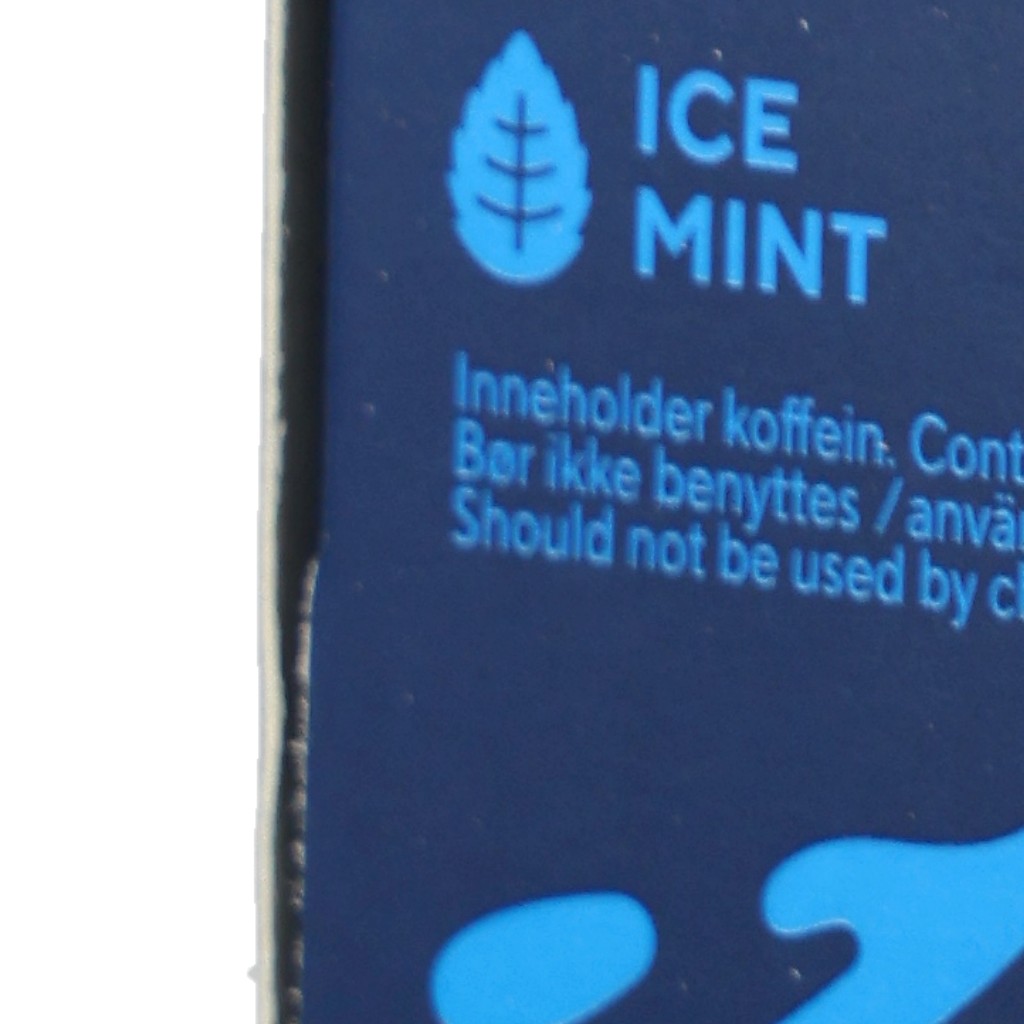 ICE
MINT
Inneholder koffein. Cont
Bør ikke benyttes / anvä
Should not be used by c